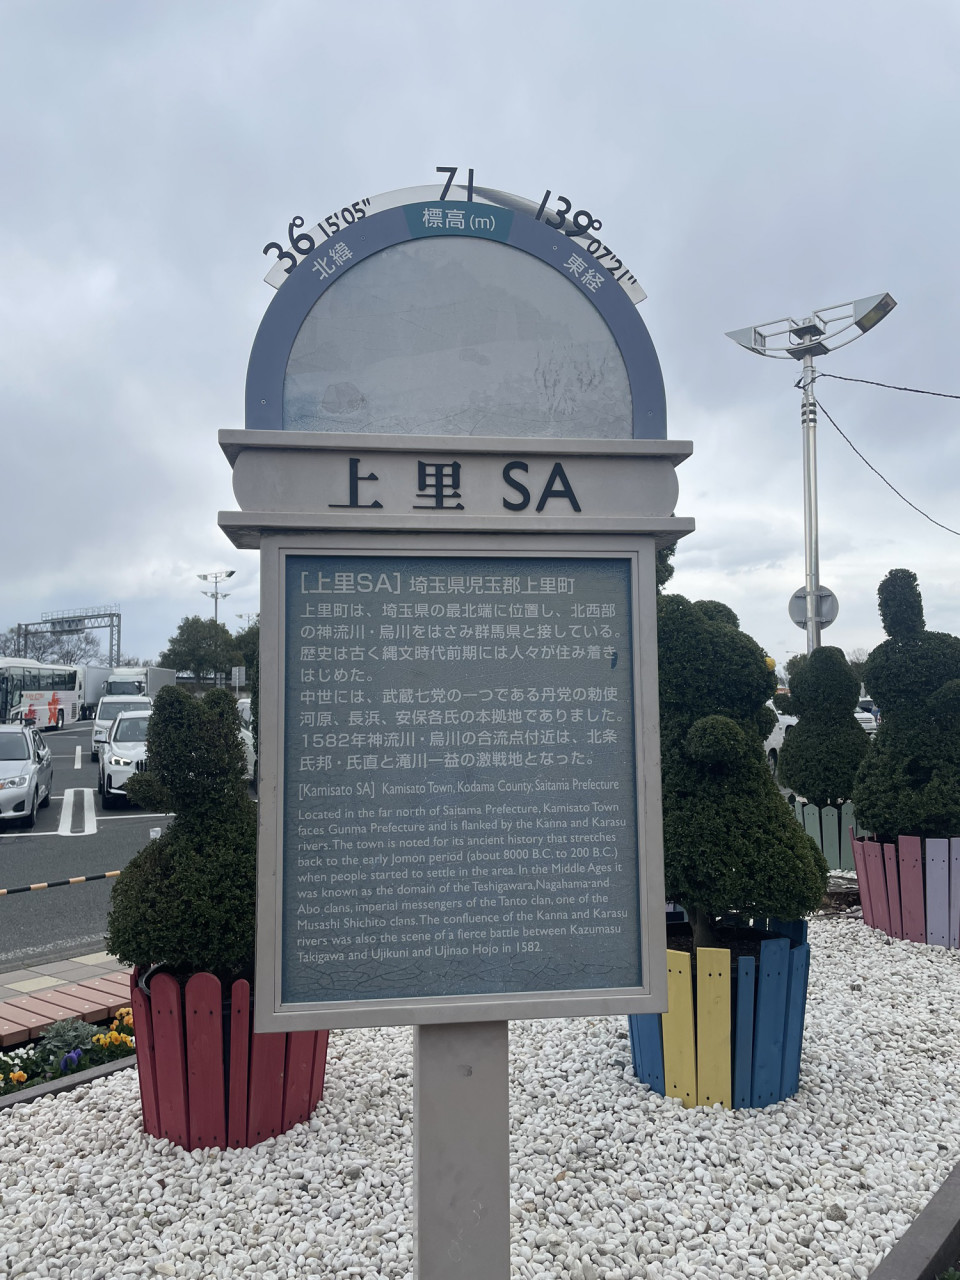 71
36° 15'05"
139° 07'21"
標高(m)
北緯
東経
上里 SA
[上里SA] 埼玉県児玉郡上里町
上里町は、埼玉県の最北端に位置し、北西部
の神流川・烏川をはさみ群馬県と接している。
歴史は古く縄文時代前期には人々が住み着き
はじめた。
中世には、武蔵七党の一つである丹党の勅使
河原、長浜、安保各氏の本拠地でありました。
1582年神流川・烏川の合流点付近は、北条
氏邦・氏直と滝川一益の激戦地となった。
[Kamisato SA] Kamisato Town, Kodama County, Saitama Prefecture
Located in the far north of Saitama Prefecture, Kamisato Town
faces Gunma Prefecture and is flanked by the Kanna and Karasu
rivers. The town is noted for its ancient history that stretches
back to the early Jomon period (about 8000 B.C. to 200 B.C.)
when people started to settle in the area. In the Middle Ages it
was known as the domain of the Teshigawara, Nagahama and
Abo clans, imperial messengers of the Tanto clan, one of the
Musashi Shichito clans. The confluence of the Kanna and Karasu
rivers was also the scene of a fierce battle between Kazumasu
Takigawa and Ujikuni and Ujinao Hojo in 1582.